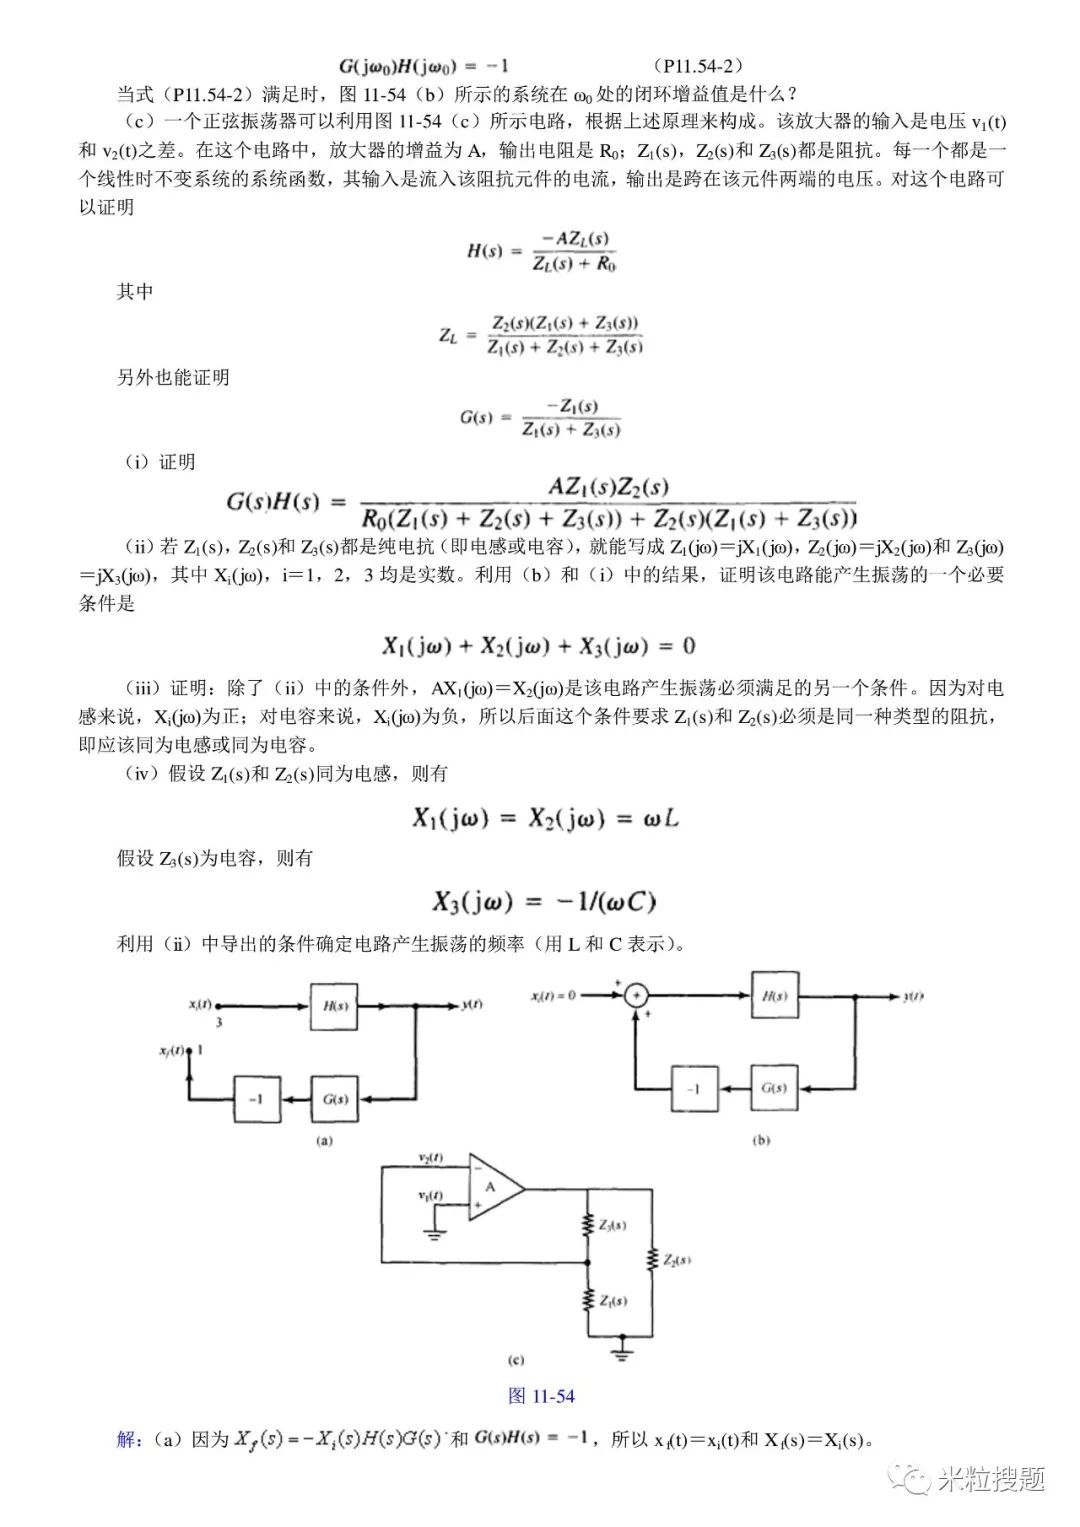 G(jω₀)H(jω₀) = −1 （P11.54-2）
当式（P11.54-2）满足时，图 11-54（b）所示的系统在 ω₀ 处的闭环增益值是什么？
（c）一个正弦振荡器可以利用图 11-54（c）所示电路，根据上述原理来构成。该放大器的输入是电压 v₁(t)
和 v₂(t)之差。在这个电路中，放大器的增益为 A，输出电阻是 R₀；Z₁(s)，Z₂(s)和 Z₃(s)都是阻抗。每一个都是一
个线性时不变系统的系统函数，其输入是流入该阻抗元件的电流，输出是跨在该元件两端的电压。对这个电路可
以证明
H(s) = −AZ_L(s) / (Z_L(s) + R₀)
其中
Z_L = Z₂(s)(Z₁(s) + Z₃(s)) / (Z₁(s) + Z₂(s) + Z₃(s))
另外也能证明
G(s) = −Z₁(s) / (Z₁(s) + Z₃(s))
（i）证明
G(s)H(s) = AZ₁(s)Z₂(s) / (R₀(Z₁(s) + Z₂(s) + Z₃(s)) + Z₂(s)(Z₁(s) + Z₃(s)))
（ii）若 Z₁(s)，Z₂(s)和 Z₃(s)都是纯电抗（即电感或电容），就能写成 Z₁(jω)＝jX₁(jω)，Z₂(jω)＝jX₂(jω)和 Z₃(jω)
＝jX₃(jω)，其中 Xᵢ(jω)，i＝1，2，3 均是实数。利用（b）和（i）中的结果，证明该电路能产生振荡的一个必要
条件是
X₁(jω) + X₂(jω) + X₃(jω) = 0
（iii）证明：除了（ii）中的条件外，AX₁(jω)＝X₂(jω)是该电路产生振荡必须满足的另一个条件。因为对电
感来说，Xᵢ(jω)为正；对电容来说，Xᵢ(jω)为负，所以后面这个条件要求 Z₁(s)和 Z₂(s)必须是同一种类型的阻抗，
即应该同为电感或同为电容。
（iv）假设 Z₁(s)和 Z₂(s)同为电感，则有
X₁(jω) = X₂(jω) = ωL
假设 Z₃(s)为电容，则有
X₃(jω) = −1/(ωC)
利用（ii）中导出的条件确定电路产生振荡的频率（用 L 和 C 表示）。
xᵢ(t) H(s) y(t)
3
x_f(t) 1
−1 G(s)
(a)
xᵢ(t) = 0 + + + H(s) y(t)
−1 G(s)
(b)
v₂(t) −
A
v₁(t) +
Z₃(s)
Z₂(s)
Z₁(s)
(c)
图 11-54
解：（a）因为 X_f(s)=−Xᵢ(s)H(s)G(s) 和 G(s)H(s) = −1，所以 x_f(t)＝xᵢ(t)和 X_f(s)＝Xᵢ(s)。
米粒搜题